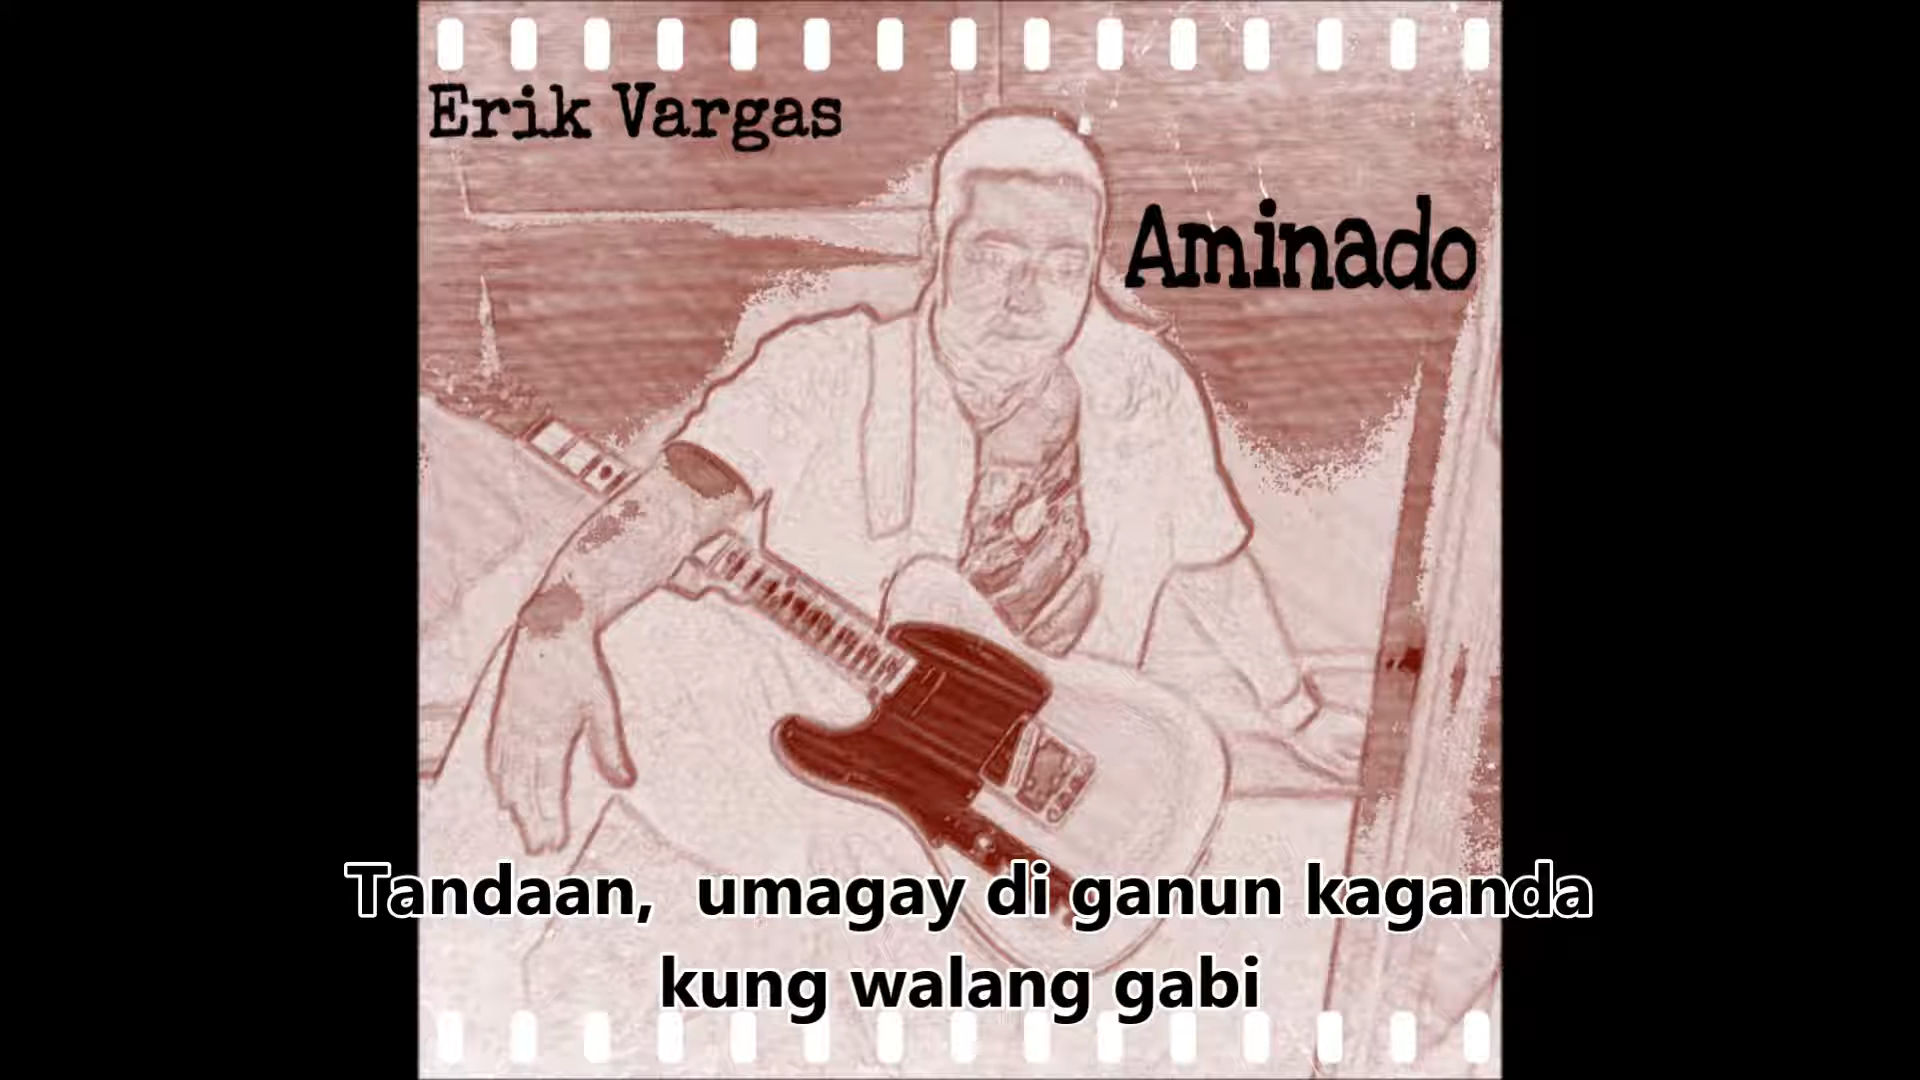 Erik Vargas
Aminado
Tandaan,  umagay di ganun kaganda
kung walang gabi